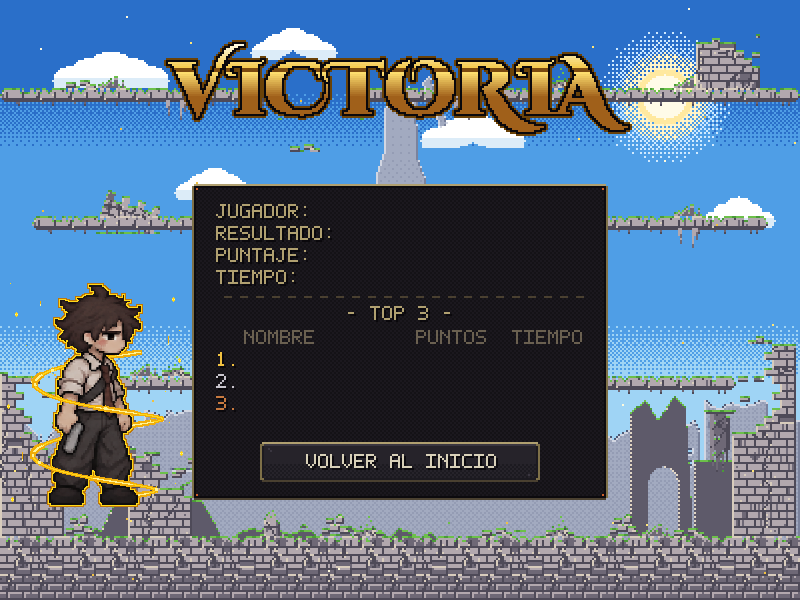 VICTORIA
JUGADOR:
RESULTADO:
PUNTAJE:
TIEMPO:
- TOP 3 -
NOMBRE PUNTOS TIEMPO
1.
2.
3.
VOLVER AL INICIO